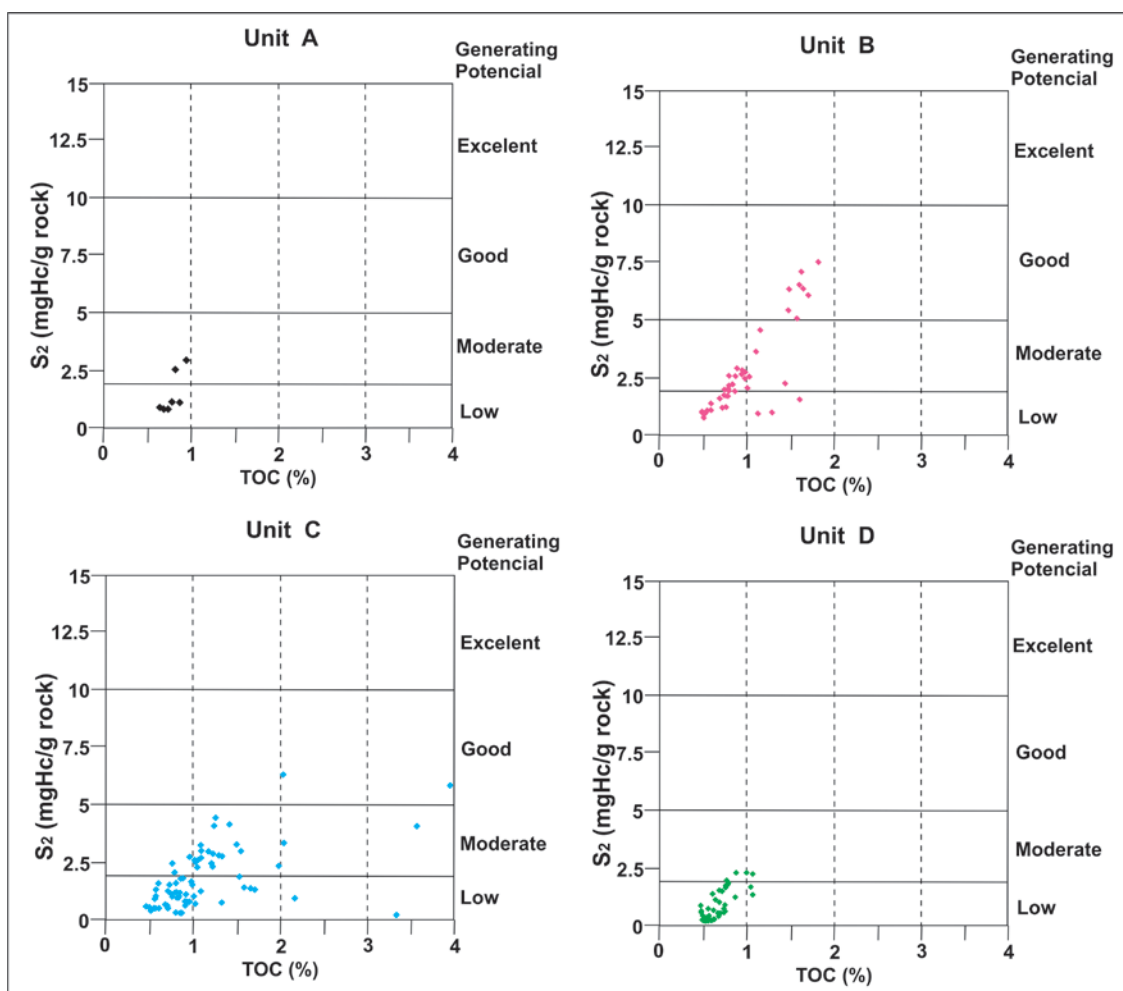 Unit A
Generating
Potencial
15
12.5
10
7.5
5
2.5
0
S2 (mgHc/g rock)
Excelent
Good
Moderate
Low
0
1
2
3
4
TOC (%)
Unit B
Generating
Potencial
15
12.5
10
7.5
5
2.5
0
S2 (mgHc/g rock)
Excelent
Good
Moderate
Low
0
1
2
3
4
TOC (%)
Unit C
Generating
Potencial
15
12.5
10
7.5
5
2.5
0
S2 (mgHc/g rock)
Excelent
Good
Moderate
Low
0
1
2
3
4
TOC (%)
Unit D
Generating
Potencial
15
12.5
10
7.5
5
2.5
0
S2 (mgHc/g rock)
Excelent
Good
Moderate
Low
0
1
2
3
4
TOC (%)